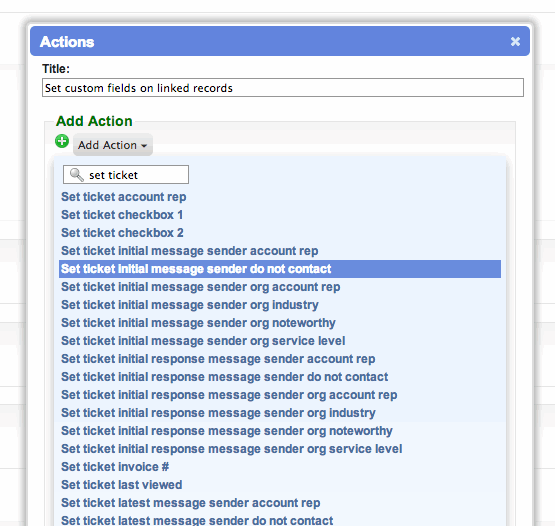 Actions
Title:
Set custom fields on linked records
Add Action
Add Action
set ticket
Set ticket account rep
Set ticket checkbox 1
Set ticket checkbox 2
Set ticket initial message sender account rep
Set ticket initial message sender do not contact
Set ticket initial message sender org account rep
Set ticket initial message sender org industry
Set ticket initial message sender org noteworthy
Set ticket initial message sender org service level
Set ticket initial response message sender account rep
Set ticket initial response message sender do not contact
Set ticket initial response message sender org account rep
Set ticket initial response message sender org industry
Set ticket initial response message sender org noteworthy
Set ticket initial response message sender org service level
Set ticket invoice #
Set ticket last viewed
Set ticket latest message sender account rep
Set ticket latest message sender do not contact